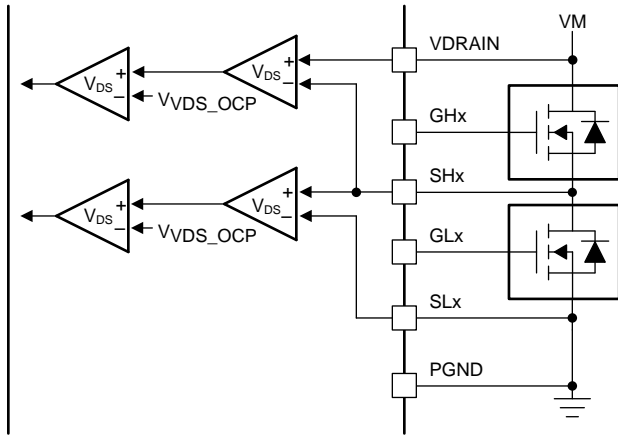 VM
VDRAIN
+
VDS
–
+
VDS
–
VVDS_OCP
GHx
SHx
+
VDS
–
+
VDS
–
VVDS_OCP
GLx
SLx
PGND